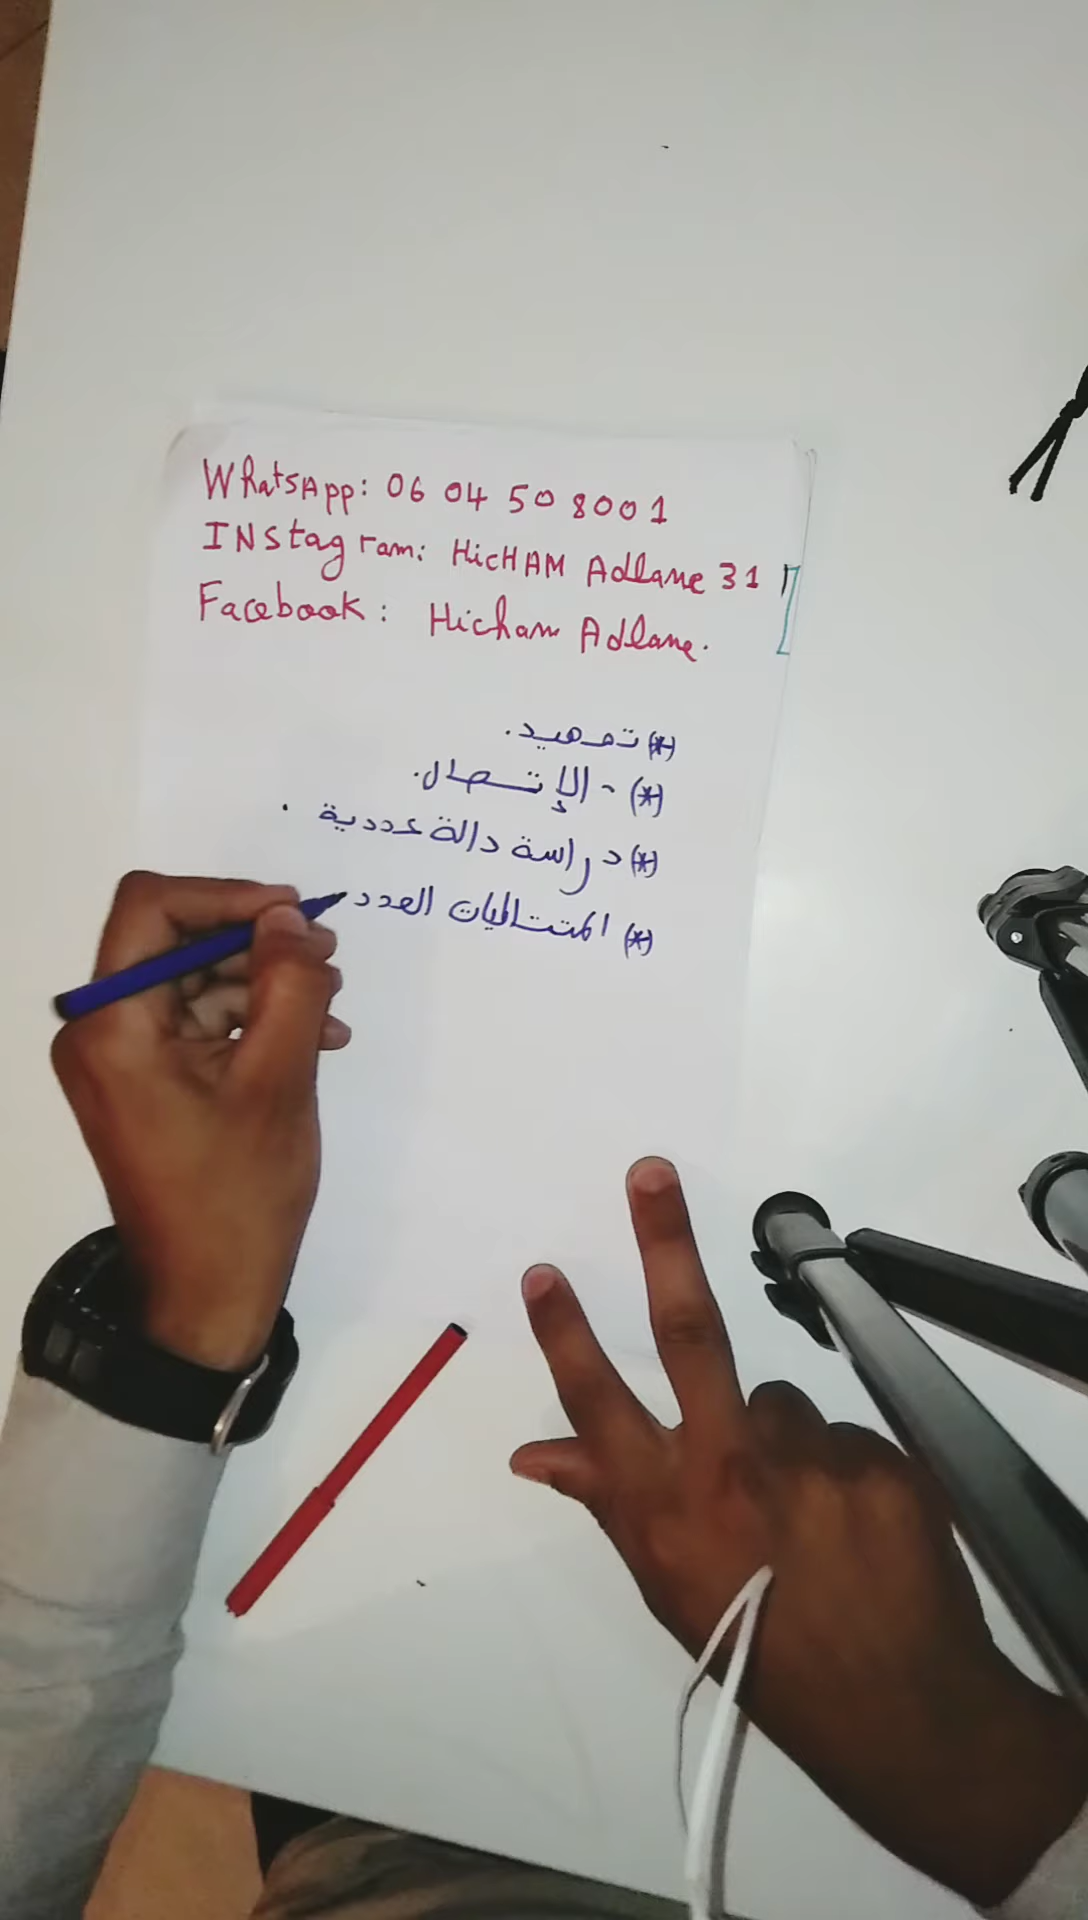 WhatsApp: 06 04 50 8001
INstagram: HicHAM Adlane 31
Facebook: Hicham Adlane.
(*) تمهيد.
(*) - الإتصال.
(*) دراسة دالة عددية .
(*) المتتاليات العدد